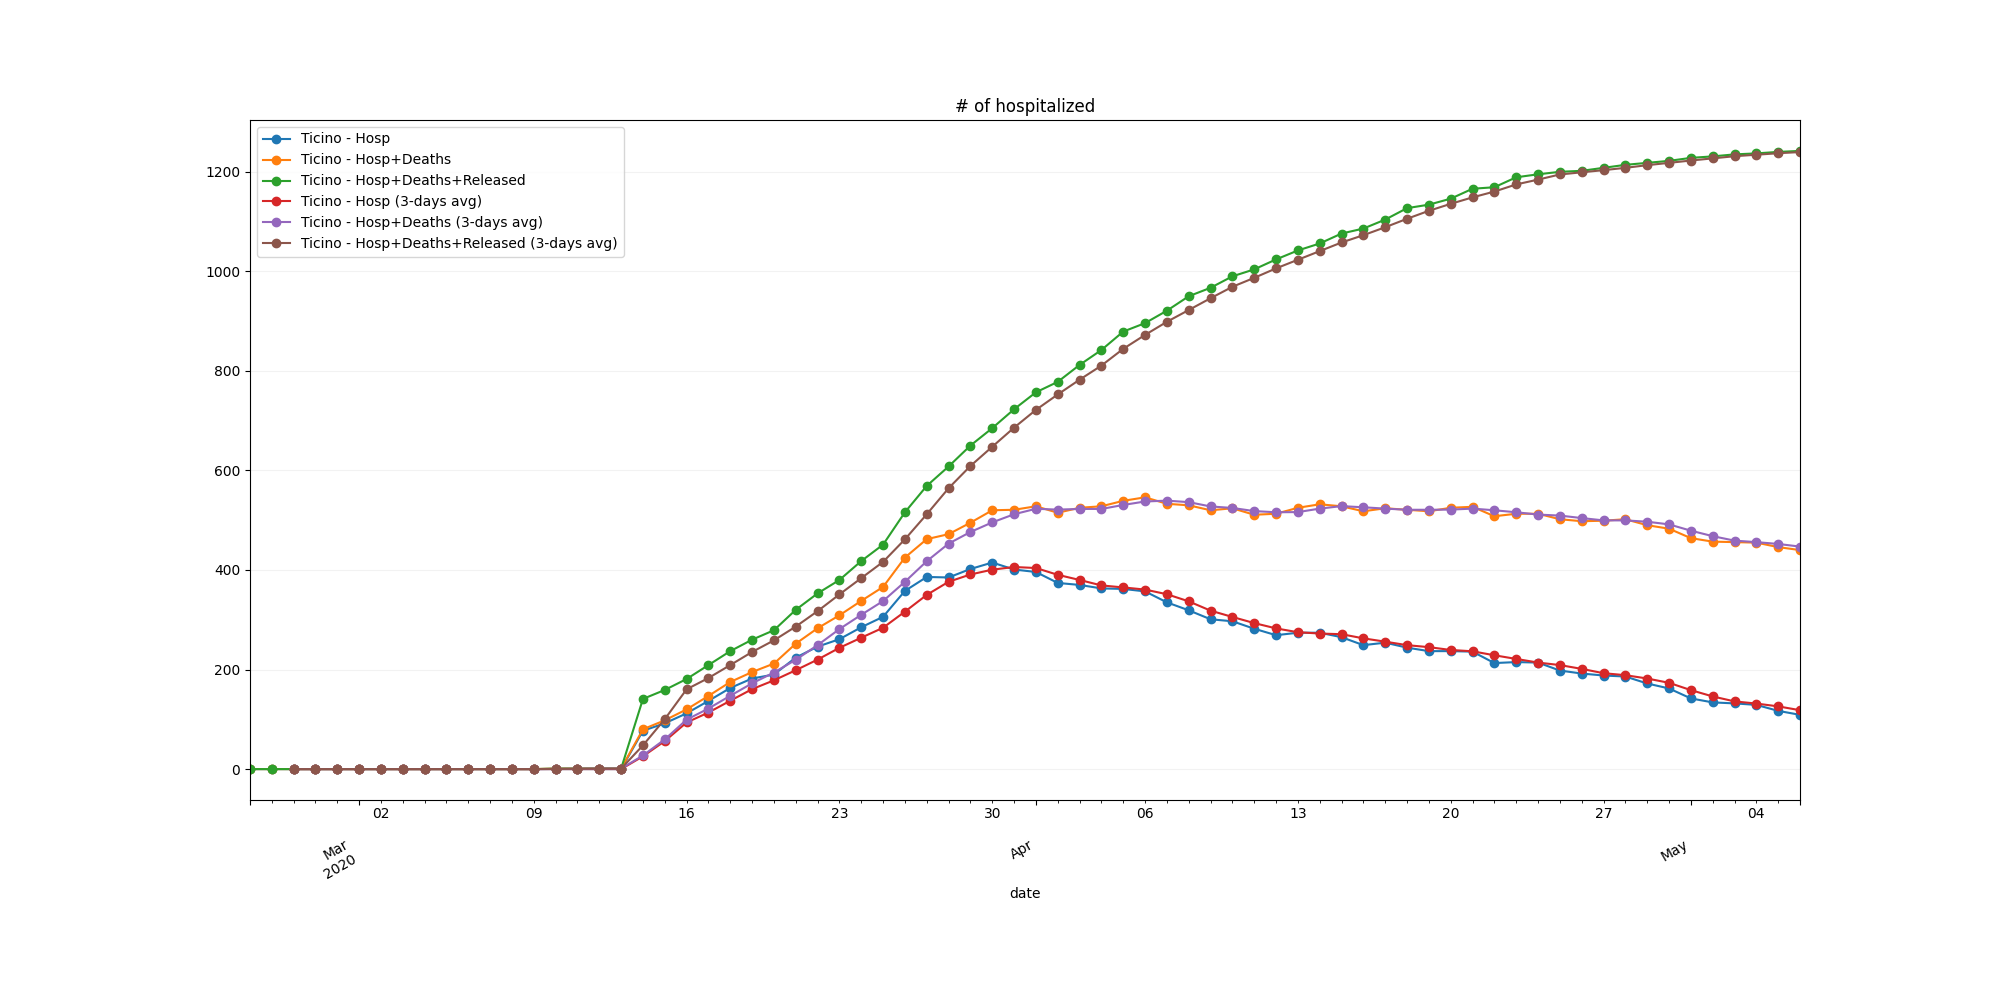 # of hospitalized
Ticino - Hosp
Ticino - Hosp+Deaths
Ticino - Hosp+Deaths+Released
Ticino - Hosp (3-days avg)
Ticino - Hosp+Deaths (3-days avg)
Ticino - Hosp+Deaths+Released (3-days avg)
1200
1000
800
600
400
200
0
02 09 16 23 30 06 13 20 27 04
Mar Apr May
2020
date